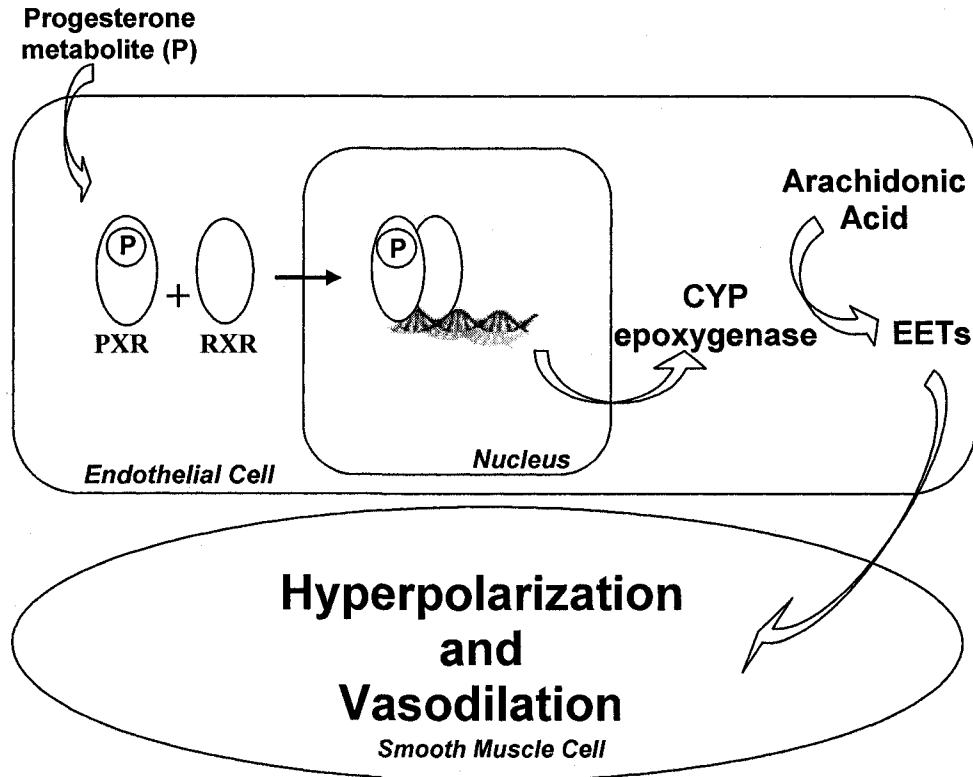 Progesterone
metabolite (P)
Arachidonic
Acid
P
P
+
PXR
RXR
CYP
epoxygenase
EETs
Endothelial Cell
Nucleus
Hyperpolarization
and
Vasodilation
Smooth Muscle Cell